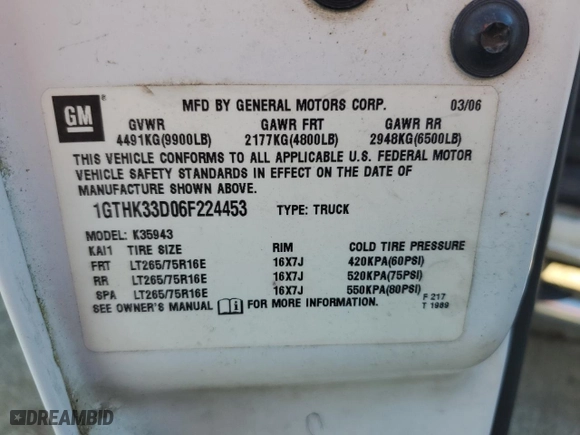 GM
MFD BY GENERAL MOTORS CORP. 03/06
GVWR GAWR FRT GAWR RR
4491KG(9900LB) 2177KG(4800LB) 2948KG(6500LB)
THIS VEHICLE CONFORMS TO ALL APPLICABLE U.S. FEDERAL MOTOR
VEHICLE SAFETY STANDARDS IN EFFECT ON THE DATE OF
MANUFACTURE SHOWN ABOVE.
1GTHK33D06F224453 TYPE: TRUCK
MODEL: K35943
KAI1 TIRE SIZE RIM COLD TIRE PRESSURE
FRT LT265/75R16E 16X7J 420KPA(60PSI)
RR LT265/75R16E 16X7J 520KPA(75PSI)
SPA LT265/75R16E 16X7J 550KPA(80PSI)
SEE OWNER'S MANUAL FOR MORE INFORMATION.
F 217
T 1989
DREAMBID